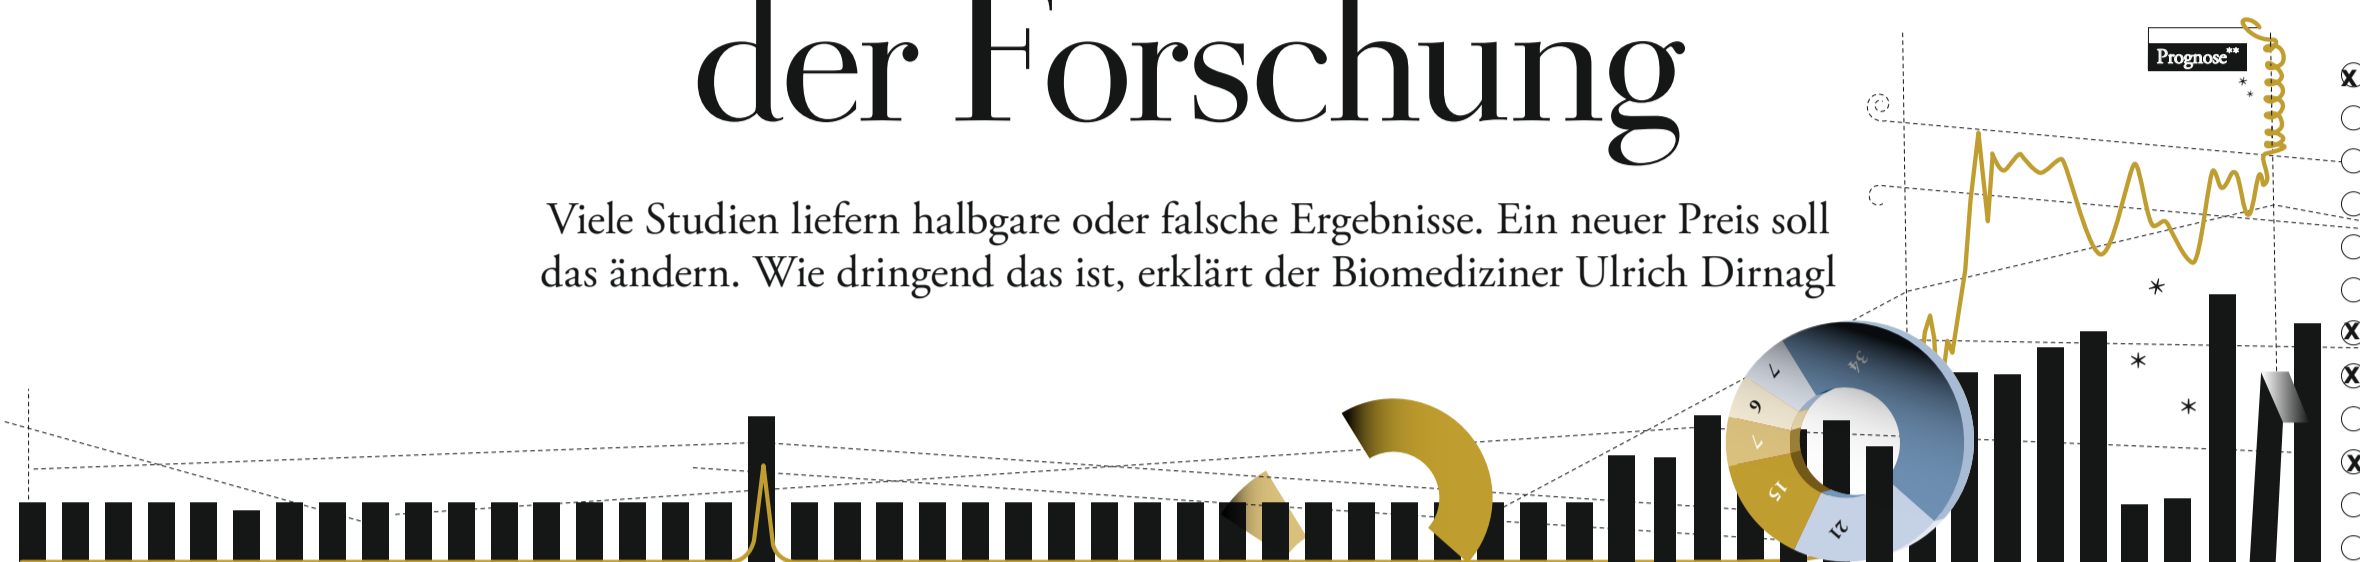 der Forschung
Viele Studien liefern halbgare oder falsche Ergebnisse. Ein neuer Preis soll
das ändern. Wie dringend das ist, erklärt der Biomediziner Ulrich Dirnagl
Prognose**
*
*
*
*
*
34
7
6
7
15
21
X
X
X
X